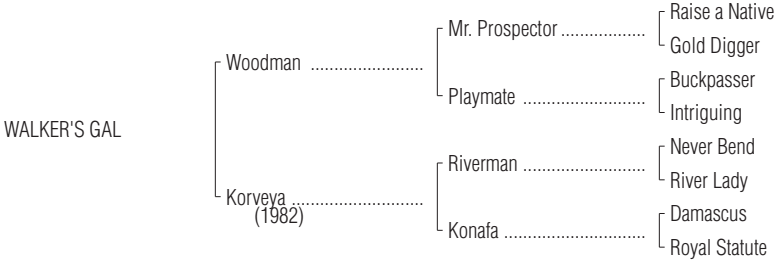 Raise a Native
Mr. Prospector ....................
Gold Digger
Woodman .........................
Buckpasser
Playmate ............................
Intriguing
WALKER'S GAL
Never Bend
Riverman ............................
River Lady
Korveya .............................
(1982)
Damascus
Konafa ................................
Royal Statute